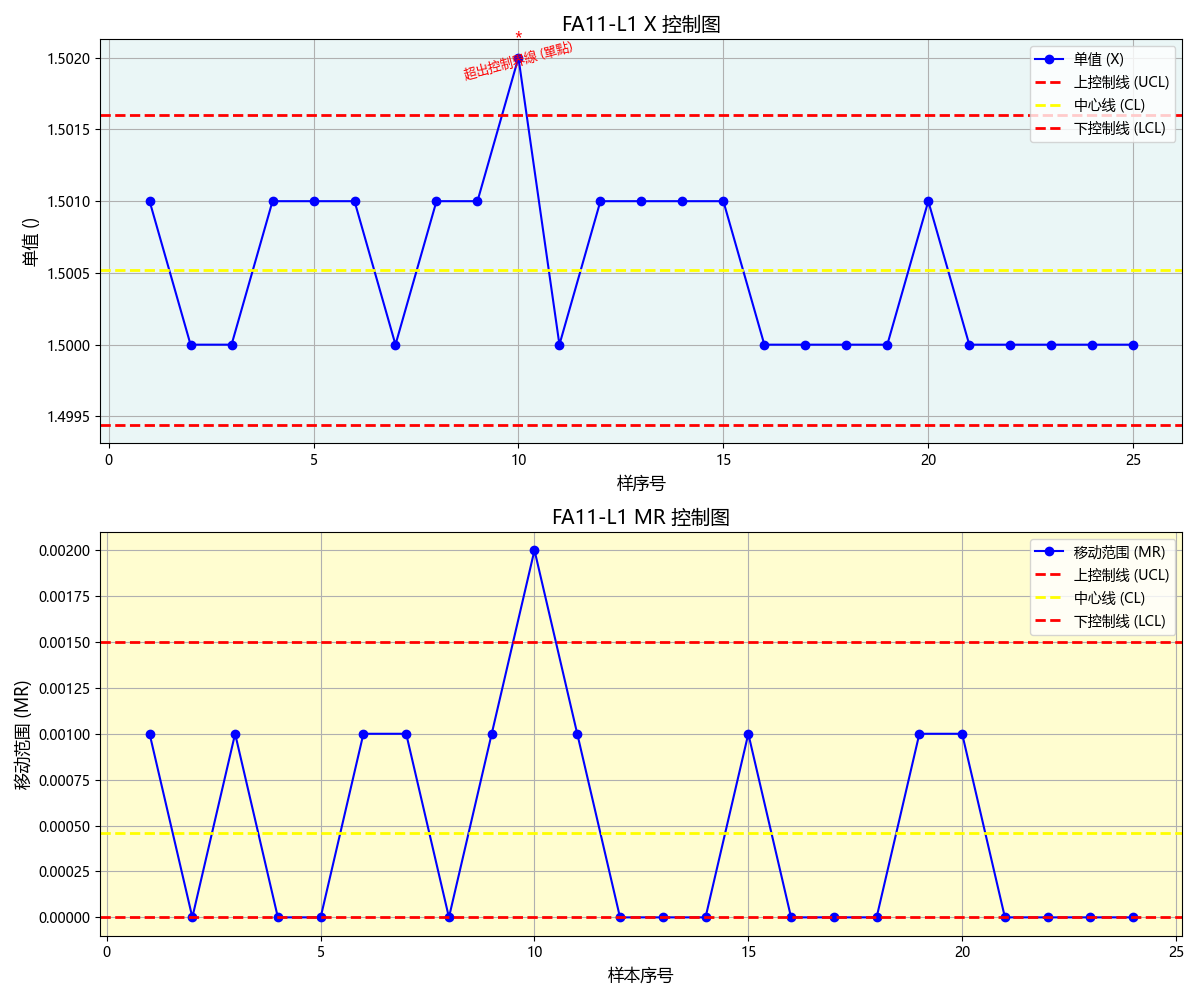 FA11-L1 X 控制图
*
超出控制界線 (單點)
单值 (X)
上控制线 (UCL)
中心线 (CL)
下控制线 (LCL)
单值 ()
1.5020
1.5015
1.5010
1.5005
1.5000
1.4995
0 5 10 15 20 25
样序号
FA11-L1 MR 控制图
移动范围 (MR)
上控制线 (UCL)
中心线 (CL)
下控制线 (LCL)
移动范围 (MR)
0.00200
0.00175
0.00150
0.00125
0.00100
0.00075
0.00050
0.00025
0.00000
0 5 10 15 20 25
样本序号